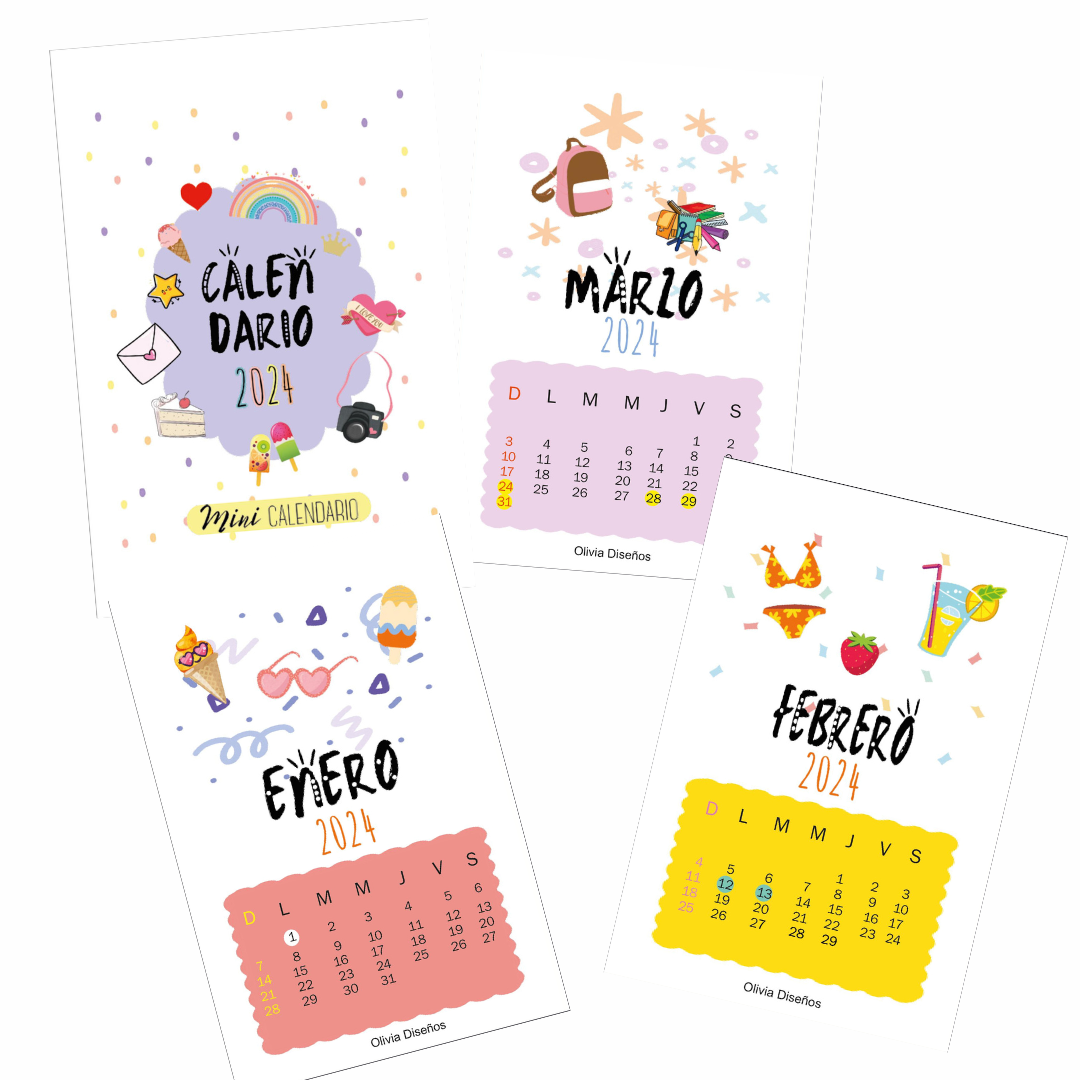 CALEN
DARIO
2024
I LOVE YOU
Mini CALENDARIO
MARZO
2024
D L M M J V S
1 2
3 4 5 6 7 8
10 11 12 13 14 15
17 18 19 20 21 22
24 25 26 27 28 29
31
Olivia Diseños
ENERO
2024
D L M M J V S
1 2 3 4 5 6
7 8 9 10 11 12 13
14 15 16 17 18 19 20
21 22 23 24 25 26 27
28 29 30 31
Olivia Diseños
FEBRERO
2024
D L M M J V S
1 2 3
4 5 6 7 8 9 10
11 12 13 14 15 16 17
18 19 20 21 22 23 24
25 26 27 28 29
Olivia Diseños